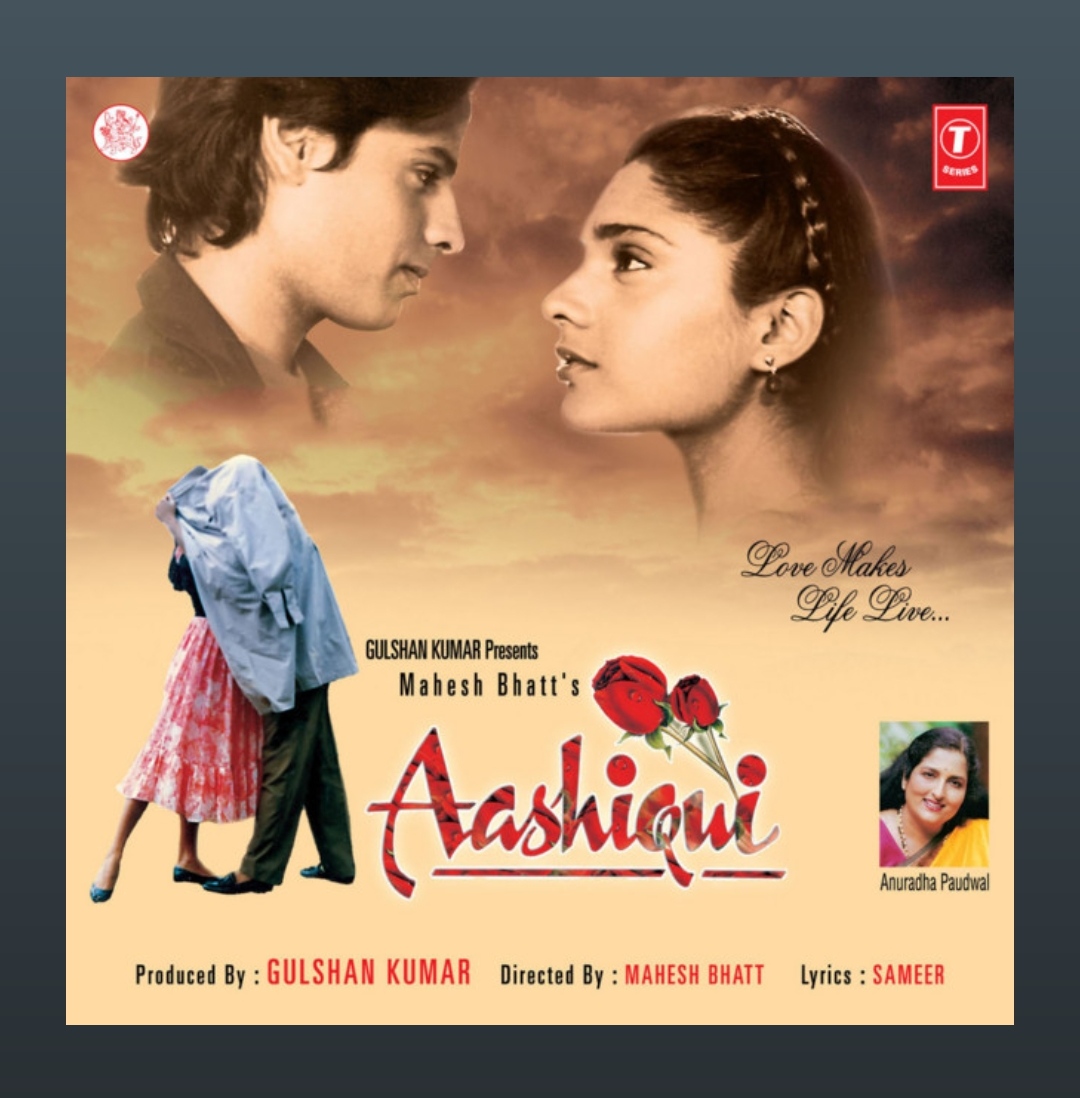 T
SERIES
Love Makes
Life Live...
GULSHAN KUMAR Presents
Mahesh Bhatt's
Aashiqui
Anuradha Paudwal
Produced By : GULSHAN KUMAR Directed By : MAHESH BHATT Lyrics : SAMEER